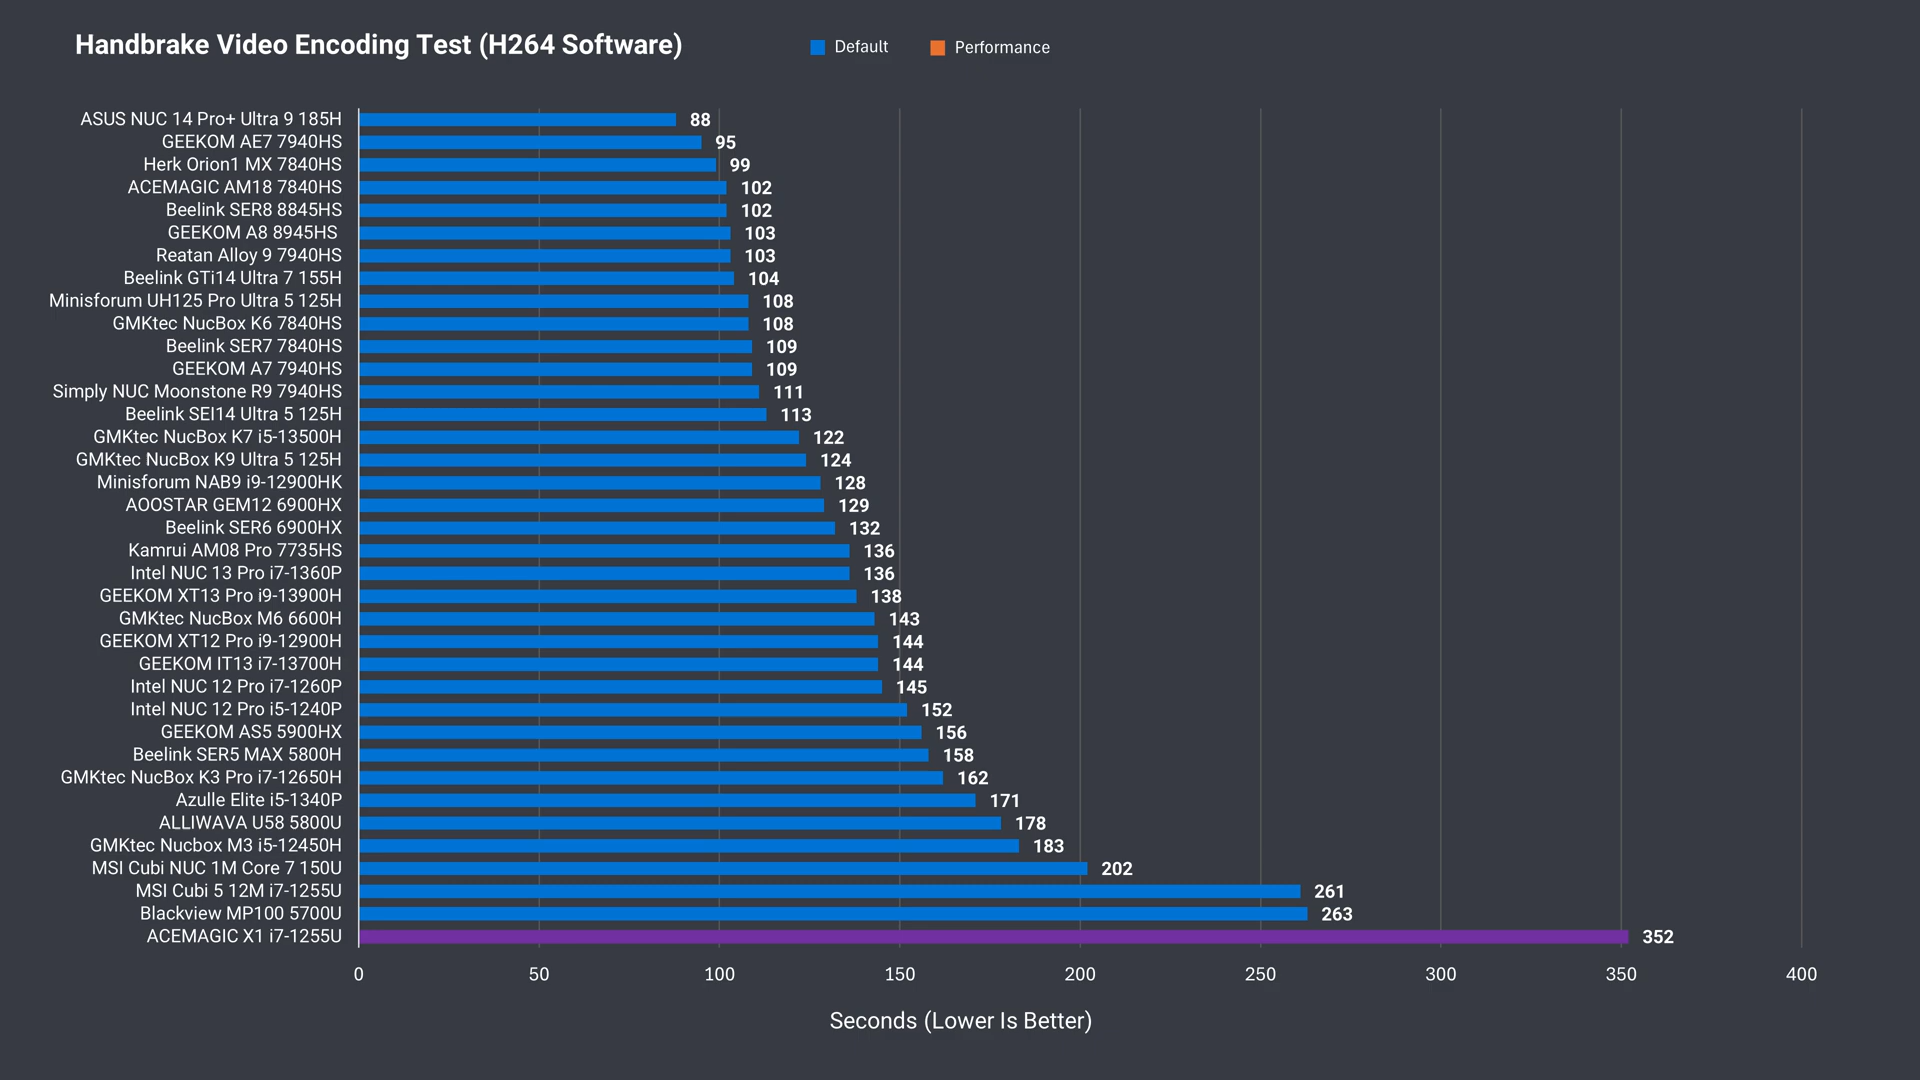 Handbrake Video Encoding Test (H264 Software)
Default
Performance
ASUS NUC 14 Pro+ Ultra 9 185H 88
GEEKOM AE7 7940HS 95
Herk Orion1 MX 7840HS 99
ACEMAGIC AM18 7840HS 102
Beelink SER8 8845HS 102
GEEKOM A8 8945HS 103
Reatan Alloy 9 7940HS 103
Beelink GTi14 Ultra 7 155H 104
Minisforum UH125 Pro Ultra 5 125H 108
GMKtec NucBox K6 7840HS 108
Beelink SER7 7840HS 109
GEEKOM A7 7940HS 109
Simply NUC Moonstone R9 7940HS 111
Beelink SEI14 Ultra 5 125H 113
GMKtec NucBox K7 i5-13500H 122
GMKtec NucBox K9 Ultra 5 125H 124
Minisforum NAB9 i9-12900HK 128
AOOSTAR GEM12 6900HX 129
Beelink SER6 6900HX 132
Kamrui AM08 Pro 7735HS 136
Intel NUC 13 Pro i7-1360P 136
GEEKOM XT13 Pro i9-13900H 138
GMKtec NucBox M6 6600H 143
GEEKOM XT12 Pro i9-12900H 144
GEEKOM IT13 i7-13700H 144
Intel NUC 12 Pro i7-1260P 145
Intel NUC 12 Pro i5-1240P 152
GEEKOM AS5 5900HX 156
Beelink SER5 MAX 5800H 158
GMKtec NucBox K3 Pro i7-12650H 162
Azulle Elite i5-1340P 171
ALLIWAVA U58 5800U 178
GMKtec Nucbox M3 i5-12450H 183
MSI Cubi NUC 1M Core 7 150U 202
MSI Cubi 5 12M i7-1255U 261
Blackview MP100 5700U 263
ACEMAGIC X1 i7-1255U 352
0 50 100 150 200 250 300 350 400
Seconds (Lower Is Better)